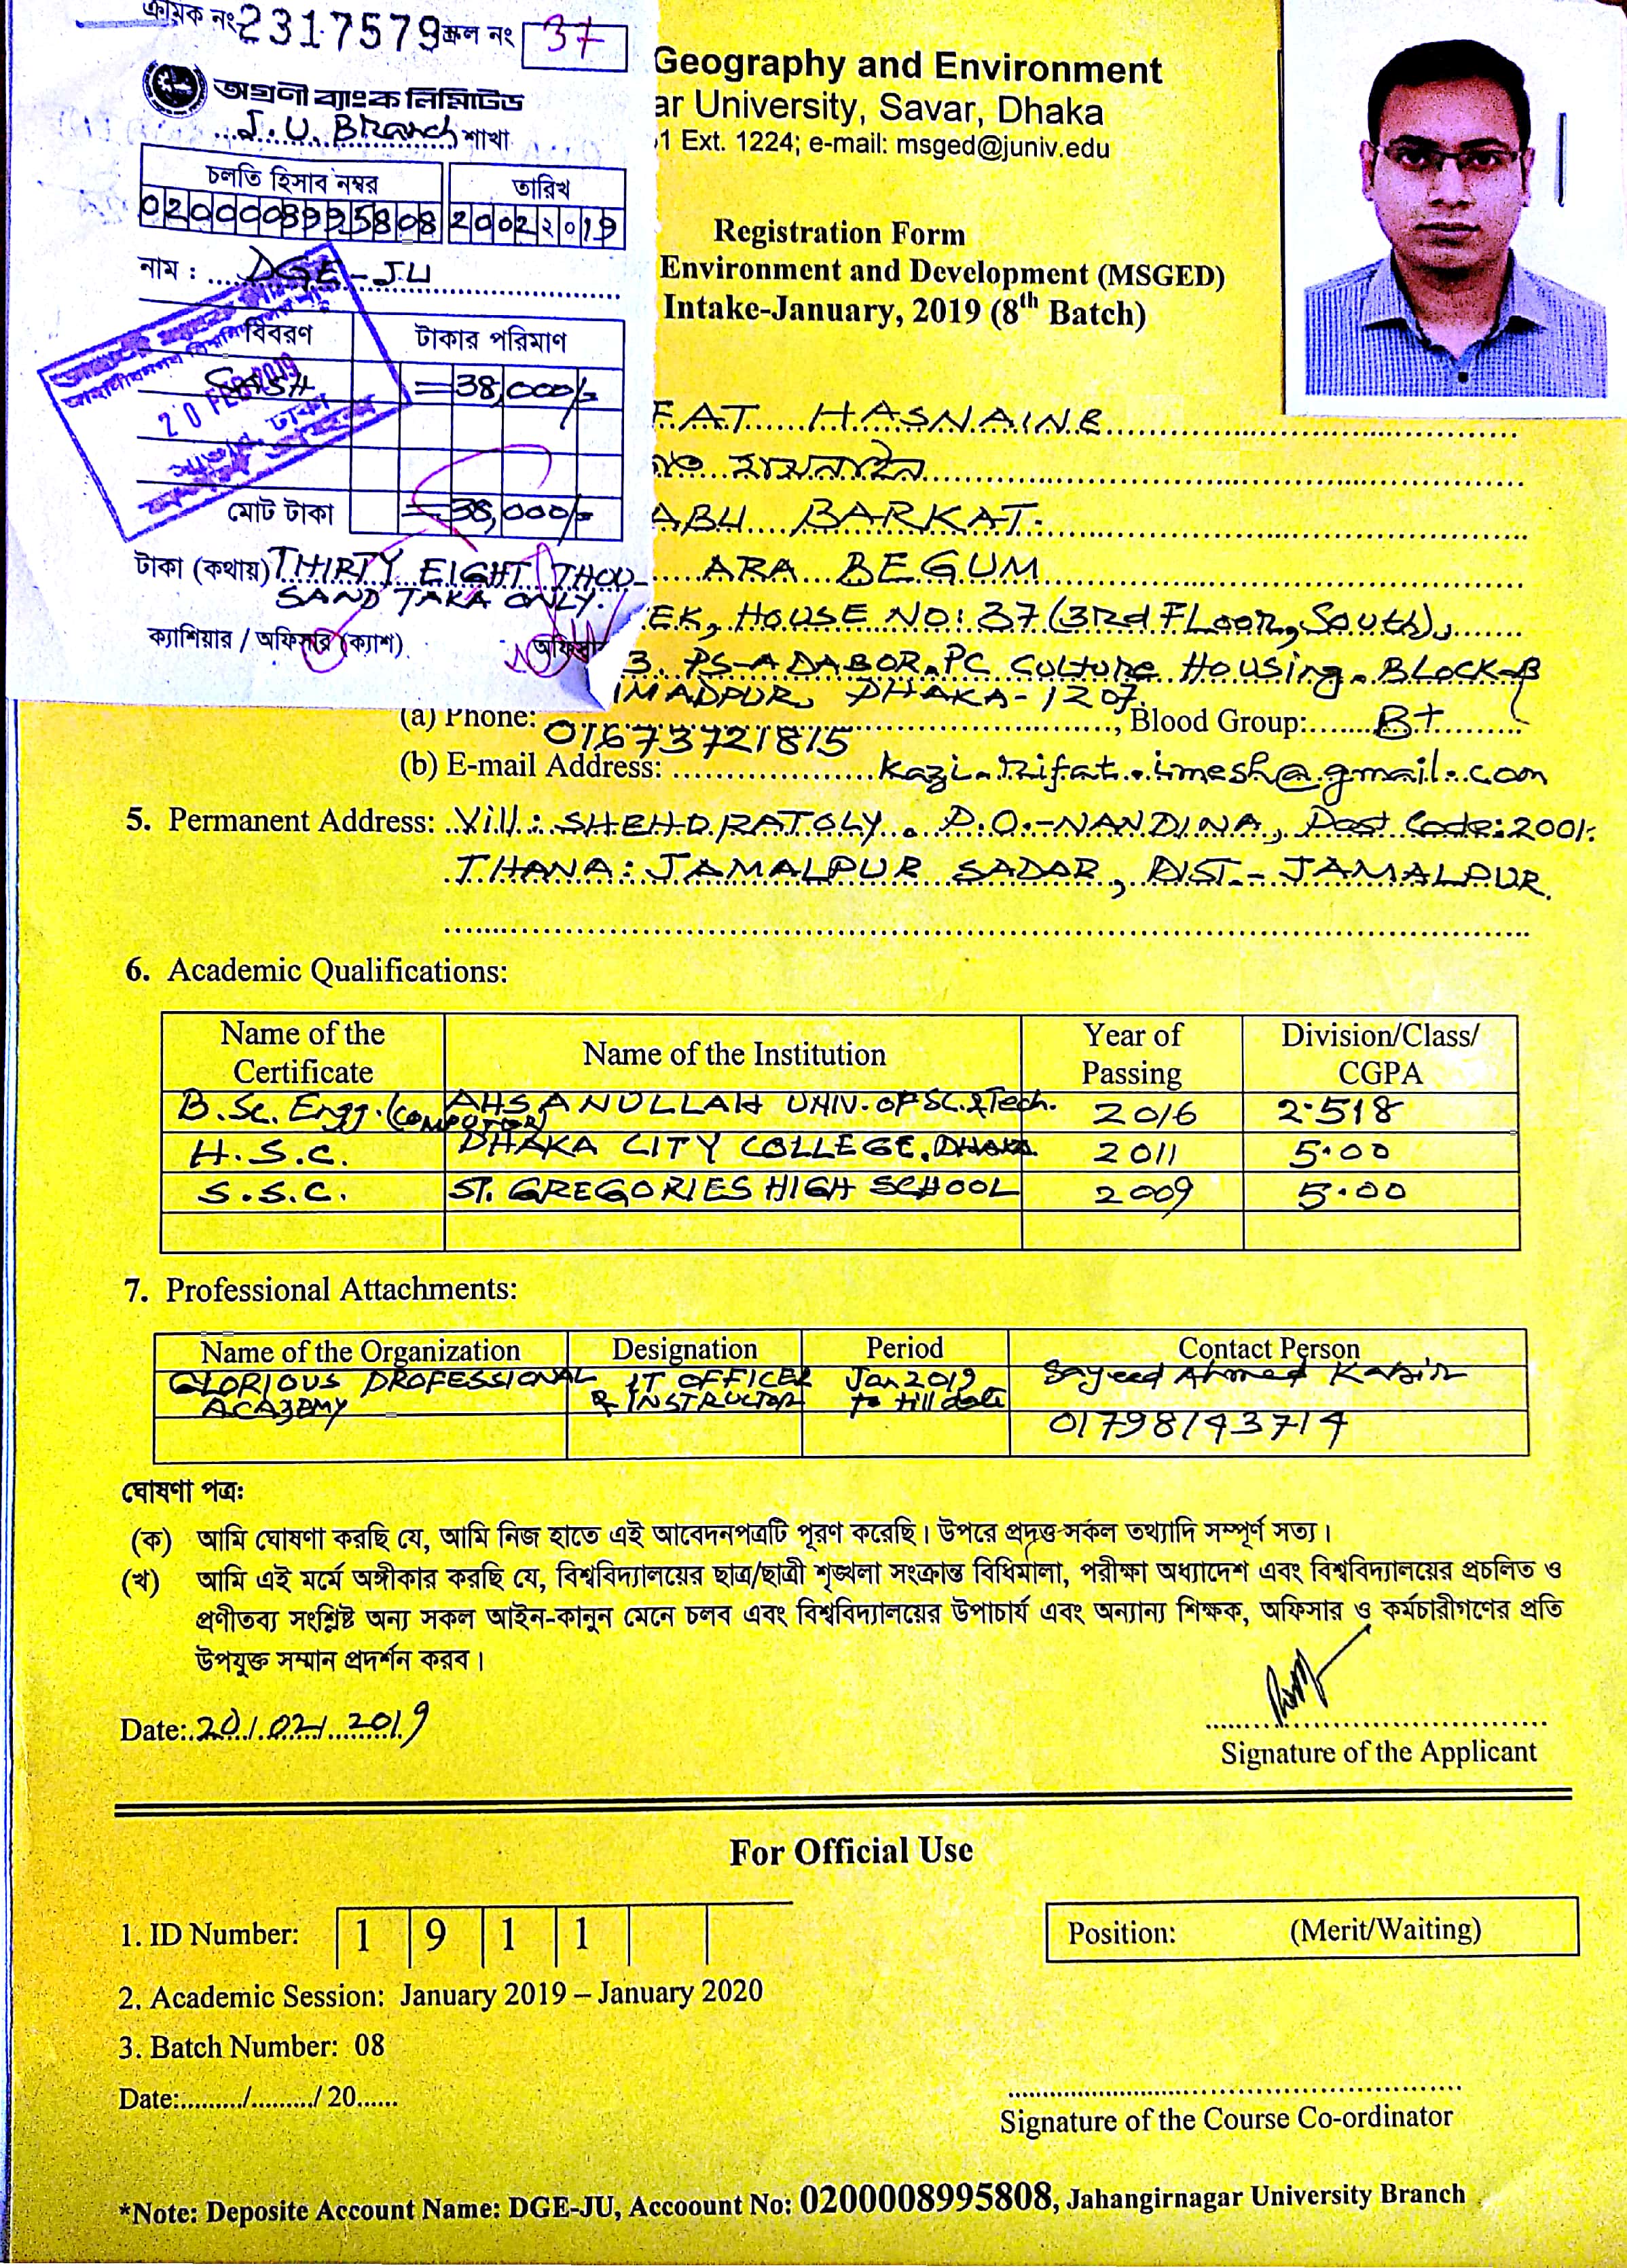 ক্রমিক নং 2317579 স্ক্রল নং 37
অগ্রণী ব্যাংক লিমিটেড
J.U. Branch শাখা
চলতি হিসাব নম্বর তারিখ
0200008995808 20022019
নাম : DGE-JU
বিবরণ টাকার পরিমাণ
CASH =38,000/=
20 FEB 2019
মোট টাকা =38,000/=
টাকা (কথায়) THIRTY EIGHT THOU-
SAND TAKA ONLY.
ক্যাশিয়ার / অফিসার (ক্যাশ)
Geography and Environment
ar University, Savar, Dhaka
1 Ext. 1224; e-mail: msged@juniv.edu
Registration Form
Environment and Development (MSGED)
Intake-January, 2019 (8th Batch)
FAT HASNAINE
হাসনাইন
ABU BARKAT.
ARA BEGUM
EK, HOUSE NO: 37 (3rd Floor, South),
3. PS-ADABOR, PC Culture Housing. BLOCK-B
MADPUR, DHAKA-1207.
(a) Phone: 01673721815, Blood Group: B+
(b) E-mail Address: kazi.rifat.imesh@gmail.com
5. Permanent Address: Vill: SHEHDRATOLY. P.O.-NANDINA, Post Code: 2001.
THANA: JAMALPUR SADAR, DIST.- JAMALPUR.
6. Academic Qualifications:
Name of the Certificate Name of the Institution Year of Passing Division/Class/ CGPA
B.Sc. Engg. (COMPUTER) AHSANULLAH UNIV. OF SC. & Tech. 2016 2.518
H.S.C. DHAKA CITY COLLEGE, DHAKA 2011 5.00
S.S.C. ST. GREGORIES HIGH SCHOOL 2009 5.00
7. Professional Attachments:
Name of the Organization Designation Period Contact Person
GLORIOUS PROFESSIONAL IT OFFICER Jan 2019 Sayeed Ahmed Kabir
ACADEMY & INSTRUCTOR to till date
01798143714
ঘোষণা পত্র:
(ক) আমি ঘোষণা করছি যে, আমি নিজ হাতে এই আবেদনপত্রটি পূরণ করেছি। উপরে প্রদত্ত সকল তথ্যাদি সম্পূর্ণ সত্য।
(খ) আমি এই মর্মে অঙ্গীকার করছি যে, বিশ্ববিদ্যালয়ের ছাত্র/ছাত্রী শৃঙ্খলা সংক্রান্ত বিধিমালা, পরীক্ষা অধ্যাদেশ এবং বিশ্ববিদ্যালয়ের প্রচলিত ও
প্রণীতব্য সংশ্লিষ্ট অন্য সকল আইন-কানুন মেনে চলব এবং বিশ্ববিদ্যালয়ের উপাচার্য এবং অন্যান্য শিক্ষক, অফিসার ও কর্মচারীগণের প্রতি
উপযুক্ত সম্মান প্রদর্শন করব।
Date: 20/02/2019
Signature of the Applicant
For Official Use
1. ID Number: 1 9 1 1
Position: (Merit/Waiting)
2. Academic Session: January 2019 – January 2020
3. Batch Number: 08
Date:........./........./ 20......
Signature of the Course Co-ordinator
*Note: Deposite Account Name: DGE-JU, Accoount No: 0200008995808, Jahangirnagar University Branch